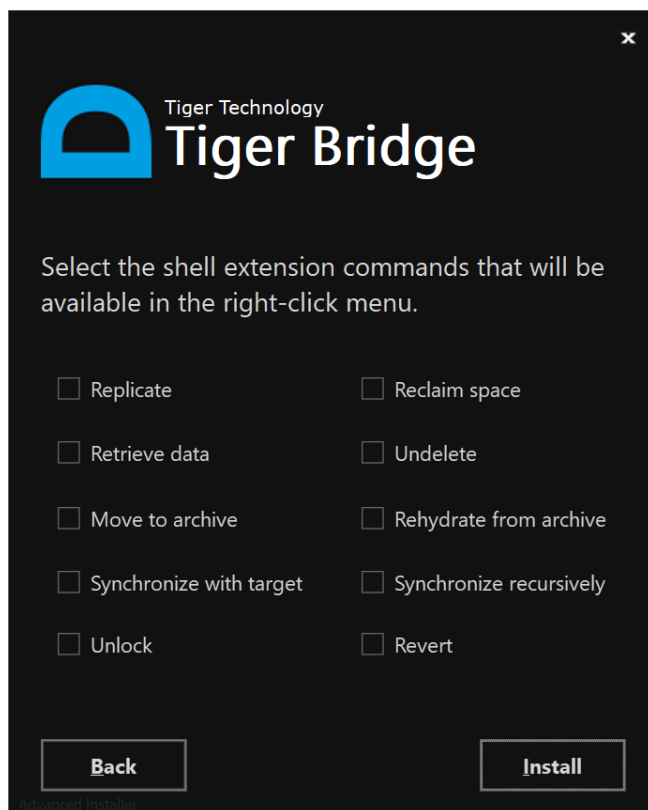 Tiger Technology
Tiger Bridge
Select the shell extension commands that will be
available in the right-click menu.
Replicate
Reclaim space
Retrieve data
Undelete
Move to archive
Rehydrate from archive
Synchronize with target
Synchronize recursively
Unlock
Revert
Back
Install
Advanced Installer